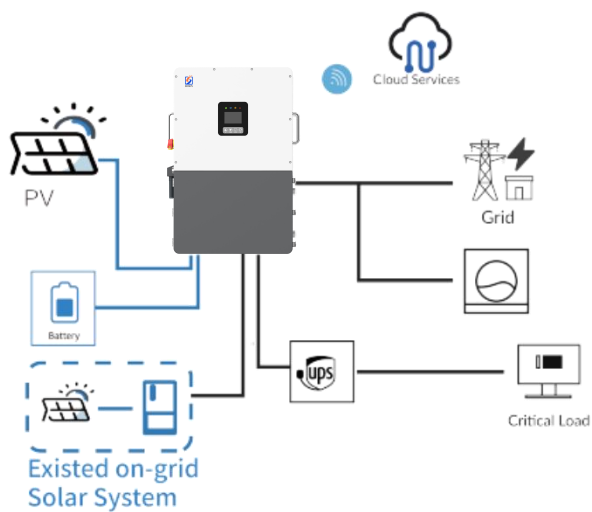 Cloud Services
PV
Grid
Battery
ups
Critical Load
Existed on-grid
Solar System